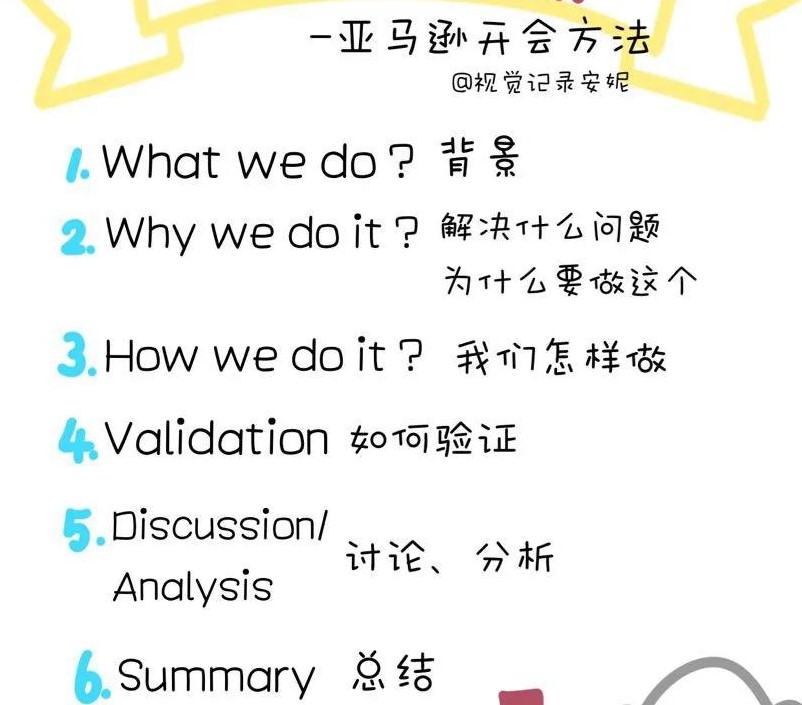 -亚马逊开会方法
@视觉记录安妮
1. What we do? 背景
2. Why we do it? 解决什么问题
为什么要做这个
3. How we do it? 我们怎样做
4. Validation 如何验证
5. Discussion/
Analysis 讨论、分析
6. Summary 总结